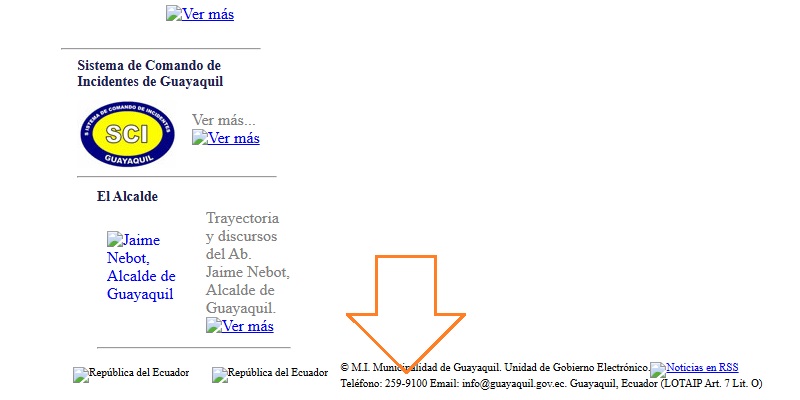 Ver más
Sistema de Comando de
Incidentes de Guayaquil
SISTEMA DE COMANDO DE INCIDENTES
SCI
GUAYAQUIL
Ver más...
Ver más
El Alcalde
Jaime
Nebot,
Alcalde de
Guayaquil
Trayectoria
y discursos
del Ab.
Jaime Nebot,
Alcalde de
Guayaquil.
Ver más
República del Ecuador
República del Ecuador
© M.I. Municipalidad de Guayaquil. Unidad de Gobierno Electrónico. Noticias en RSS
Teléfono: 259-9100 Email: info@guayaquil.gov.ec. Guayaquil, Ecuador (LOTAIP Art. 7 Lit. O)